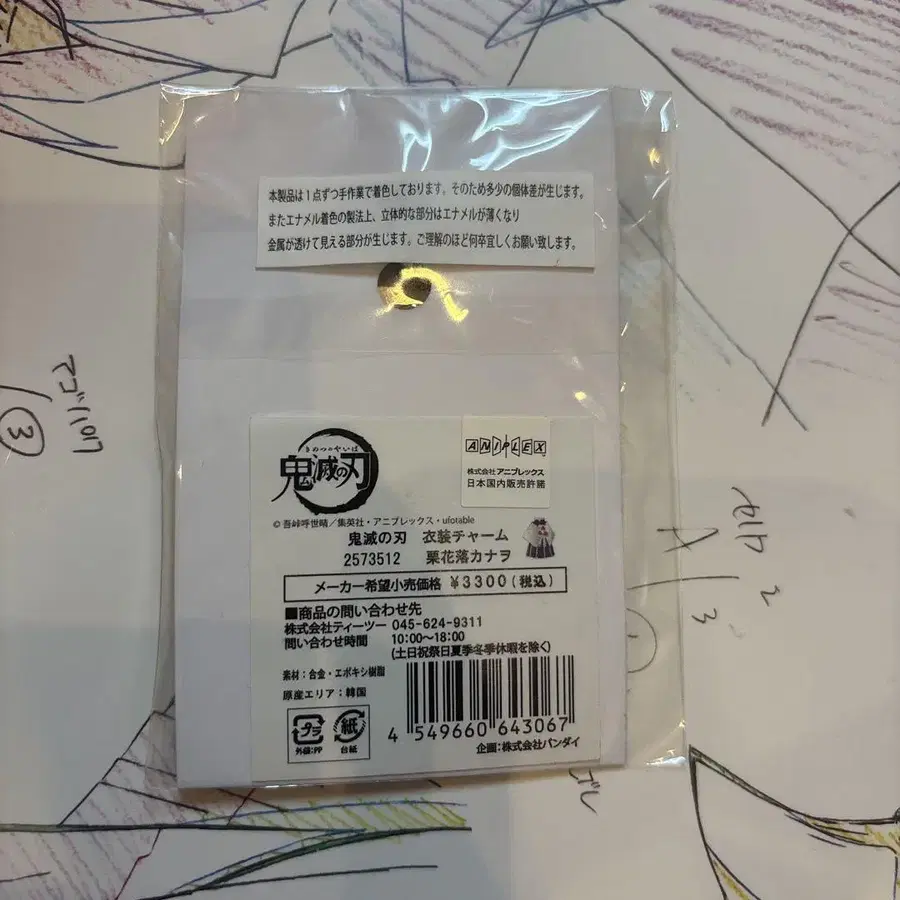 本製品は1点ずつ手作業で着色しております。そのため多少の個体差が生じます。
またエナメル着色の製法上、立体的な部分はエナメルが薄くなり
金属が透けて見える部分が生じます。ご理解のほど何卒宜しくお願い致します。
きめつのやいば
鬼滅の刃
ANIPLEX
株式会社アニプレックス
日本国内販売許諾
© 吾峠呼世晴／集英社・アニプレックス・ufotable
鬼滅の刃 衣装チャーム
2573512 栗花落カナヲ
メーカー希望小売価格 ¥3300(税込)
■商品の問い合わせ先
株式会社ティーツー 045-624-9311
問い合わせ時間 10:00〜18:00
(土日祝祭日夏季冬季休暇を除く)
素材：合金・エポキシ樹脂
原産エリア：韓国
プラ
外袋:PP
紙
台紙
4 549660 643067
企画：株式会社バンダイ
3
2
A
3